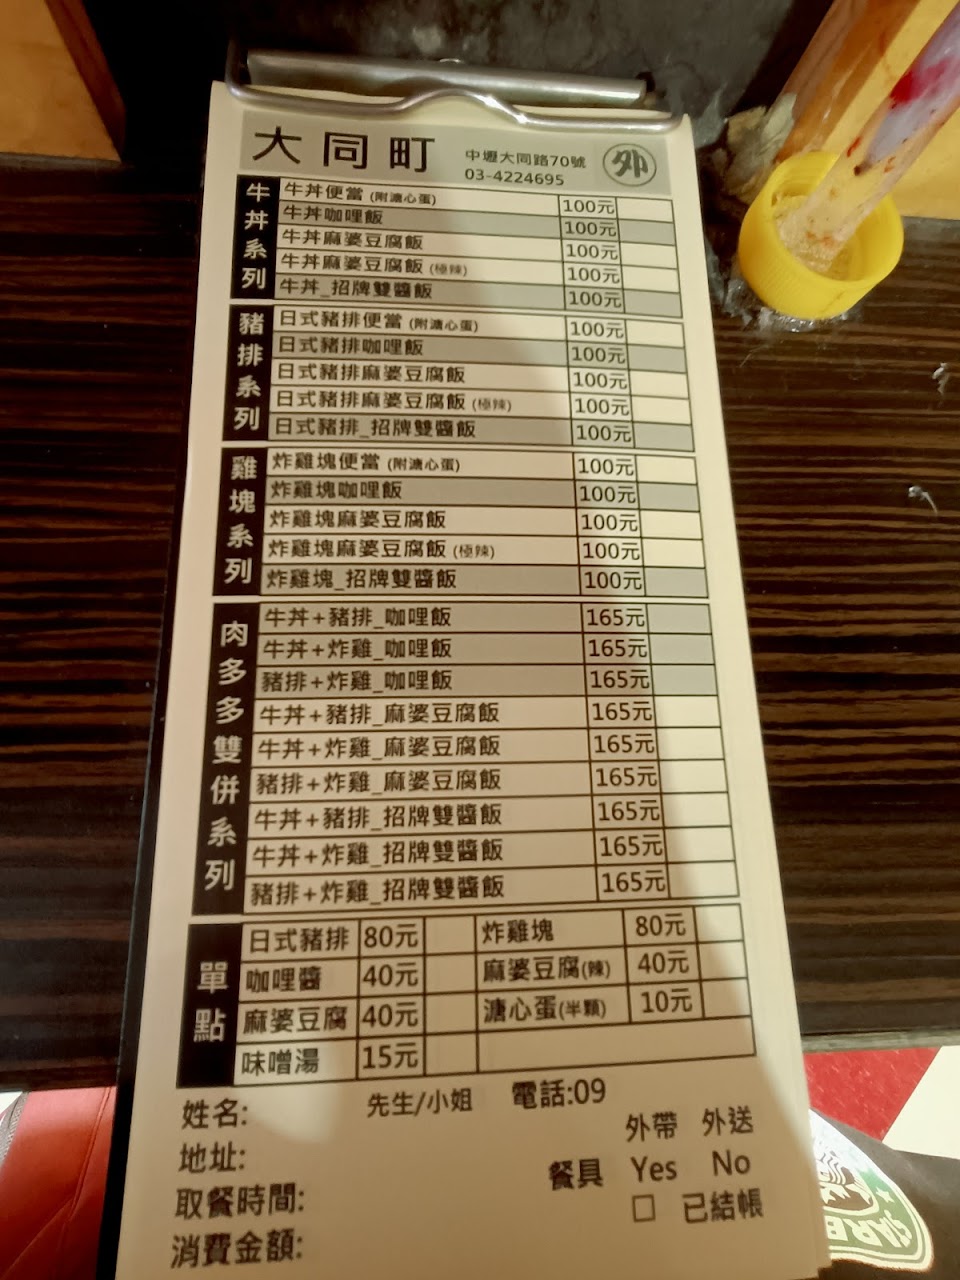 大同町 中壢大同路70號 外
03-4224695
牛丼系列
牛丼便當 (附溏心蛋) 100元
牛丼咖哩飯 100元
牛丼麻婆豆腐飯 100元
牛丼麻婆豆腐飯 (極辣) 100元
牛丼_招牌雙醬飯 100元
豬排系列
日式豬排便當 (附溏心蛋) 100元
日式豬排咖哩飯 100元
日式豬排麻婆豆腐飯 100元
日式豬排麻婆豆腐飯 (極辣) 100元
日式豬排_招牌雙醬飯 100元
雞塊系列
炸雞塊便當 (附溏心蛋) 100元
炸雞塊咖哩飯 100元
炸雞塊麻婆豆腐飯 100元
炸雞塊麻婆豆腐飯 (極辣) 100元
炸雞塊_招牌雙醬飯 100元
肉多多雙併系列
牛丼+豬排_咖哩飯 165元
牛丼+炸雞_咖哩飯 165元
豬排+炸雞_咖哩飯 165元
牛丼+豬排_麻婆豆腐飯 165元
牛丼+炸雞_麻婆豆腐飯 165元
豬排+炸雞_麻婆豆腐飯 165元
牛丼+豬排_招牌雙醬飯 165元
牛丼+炸雞_招牌雙醬飯 165元
豬排+炸雞_招牌雙醬飯 165元
單點
日式豬排 80元 炸雞塊 80元
咖哩醬 40元 麻婆豆腐(辣) 40元
麻婆豆腐 40元 溏心蛋(半顆) 10元
味噌湯 15元
姓名: 先生/小姐 電話:09
地址: 外帶 外送
取餐時間: 餐具 Yes No
消費金額: □ 已結帳